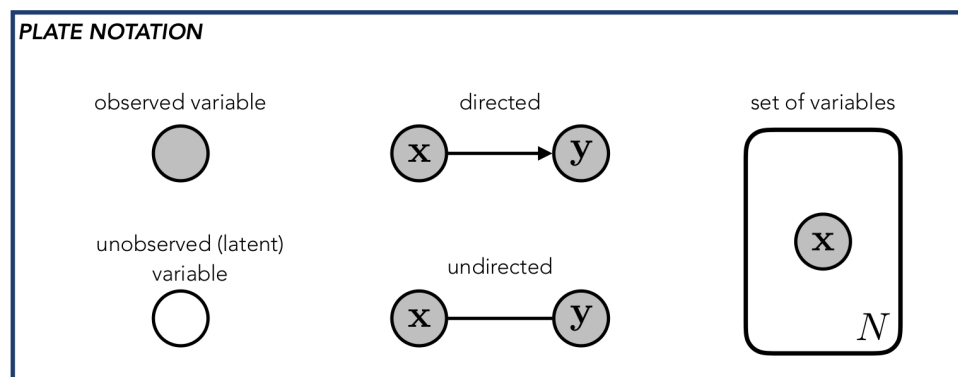 PLATE NOTATION
observed variable
directed
set of variables
x
y
x
unobserved (latent)
variable
undirected
x
y
N